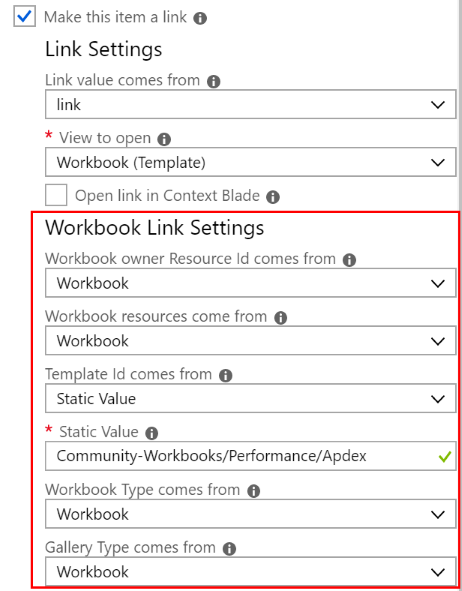 Make this item a link
Link Settings
Link value comes from
link
* View to open
Workbook (Template)
Open link in Context Blade
Workbook Link Settings
Workbook owner Resource Id comes from
Workbook
Workbook resources come from
Workbook
Template Id comes from
Static Value
* Static Value
Community-Workbooks/Performance/Apdex
Workbook Type comes from
Workbook
Gallery Type comes from
Workbook